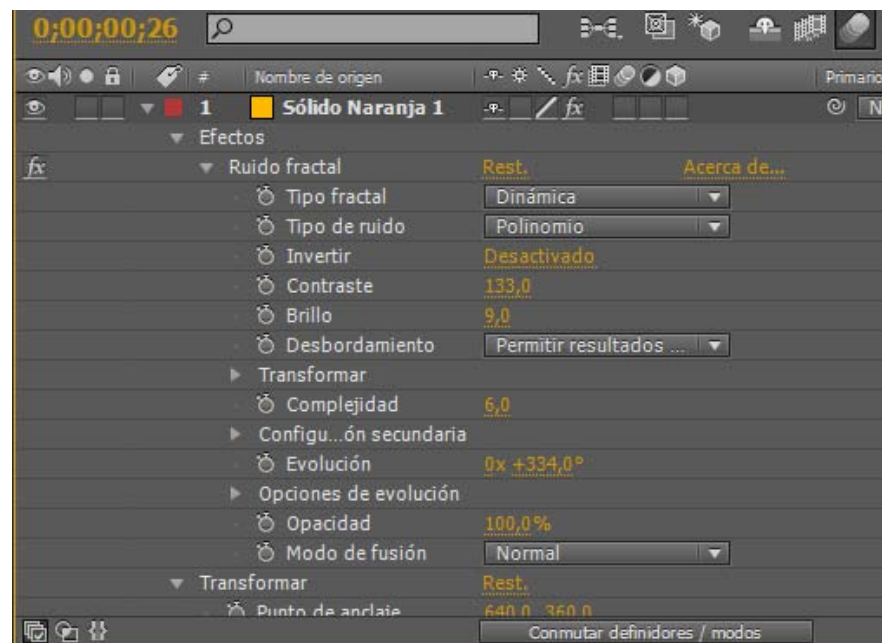 0;00;00;26
# Nombre de origen fx Primario
1 Sólido Naranja 1 fx N
Efectos
fx Ruido fractal Rest. Acerca de...
Tipo fractal Dinámica
Tipo de ruido Polinomio
Invertir Desactivado
Contraste 133,0
Brillo 9,0
Desbordamiento Permitir resultados ...
Transformar
Complejidad 6,0
Configu...ón secundaria
Evolución 0x +334,0°
Opciones de evolución
Opacidad 100,0%
Modo de fusión Normal
Transformar Rest.
Punto de anclaje 640,0, 360,0
Conmutar definidores / modos